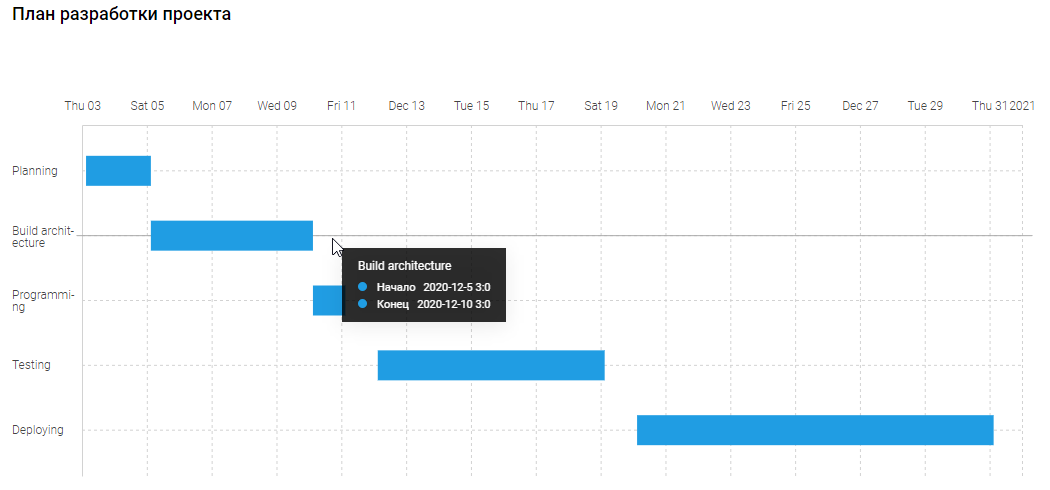 План разработки проекта
Thu 03 Sat 05 Mon 07 Wed 09 Fri 11 Dec 13 Tue 15 Thu 17 Sat 19 Mon 21 Wed 23 Fri 25 Dec 27 Tue 29 Thu 31 2021
Planning
Build archit-
ecture
Build architecture
Начало 2020-12-5 3:0
Конец 2020-12-10 3:0
Programmi-
ng
Testing
Deploying